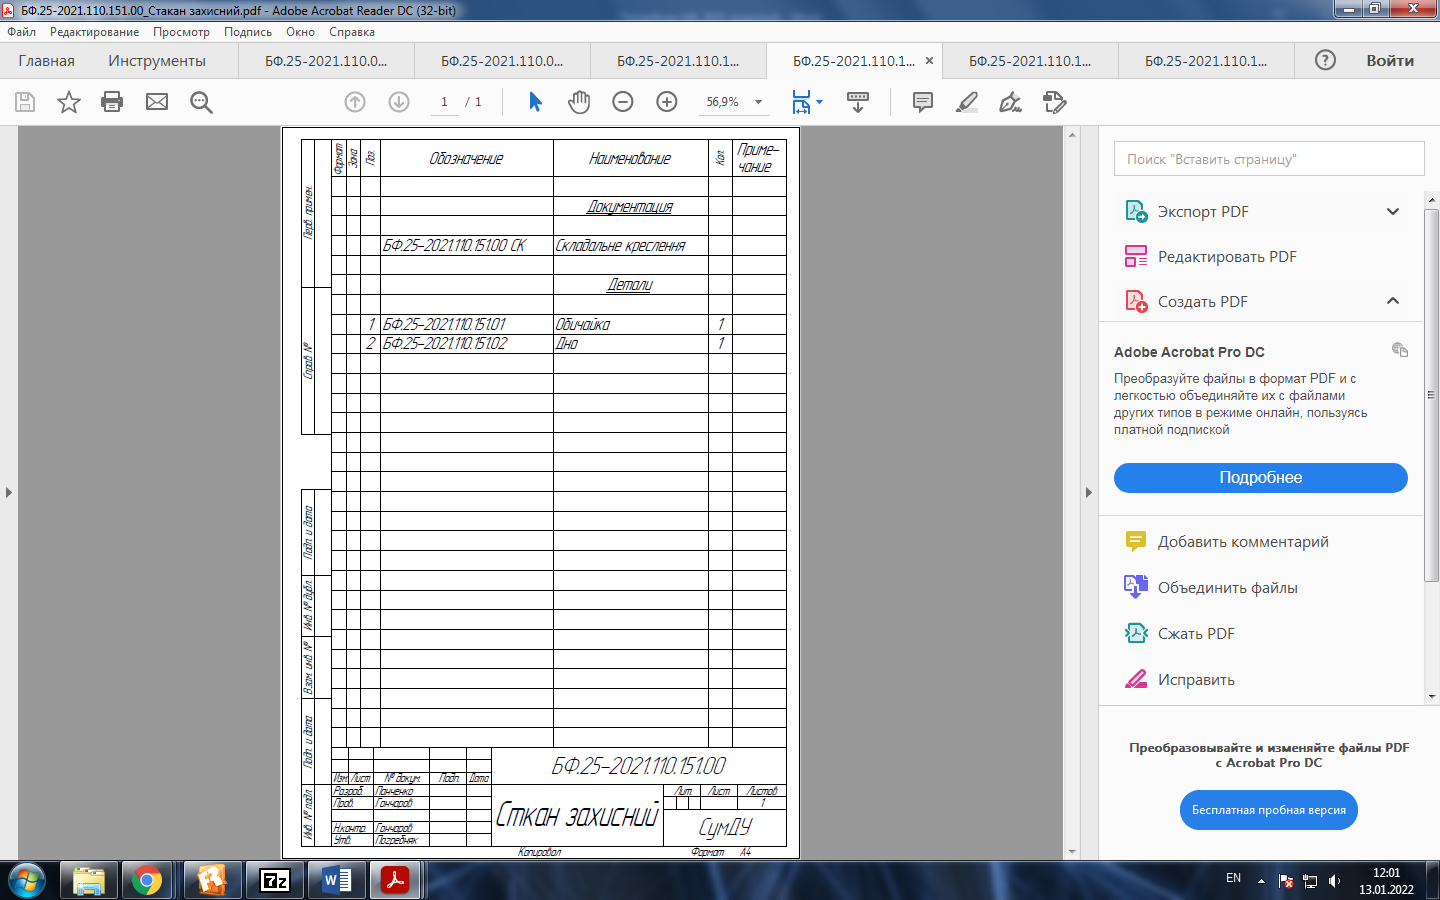 БФ.25-2021.110.151.00_Стакан захисний.pdf - Adobe Acrobat Reader DC (32-bit)
Файл Редактирование Просмотр Подпись Окно Справка
Главная Инструменты БФ.25-2021.110.0... БФ.25-2021.110.0... БФ.25-2021.110.1... БФ.25-2021.110.1... БФ.25-2021.110.1... БФ.25-2021.110.1... Войти
1 / 1 56,9%
Формат Зона Поз. Обозначение Наименование Кол. Приме-
чание
Документация
БФ.25-2021.110.151.00 СК Складальне креслення
Детали
1 БФ.25-2021.110.151.01 Обичайка 1
2 БФ.25-2021.110.151.02 Дно 1
Перв. примен.
Справ. №
Подп. и дата
Инв. № дубл.
Взам. инв. №
Подп. и дата
Инв. № подл.
БФ.25-2021.110.151.00
Изм. Лист № докум. Подп. Дата
Разраб. Панченко
Пров. Гончаров
Н.контр. Гончаров
Утв. Погребняк
Сткан захисний
Лит. Лист Листов
1
СумДУ
Копировал Формат А4
Поиск "Вставить страницу"
Экспорт PDF
Редактировать PDF
Создать PDF
Adobe Acrobat Pro DC
Преобразуйте файлы в формат PDF и с
легкостью объединяйте их с файлами
других типов в режиме онлайн, пользуясь
платной подпиской
Подробнее
Добавить комментарий
Объединить файлы
Сжать PDF
Исправить
Преобразовывайте и изменяйте файлы PDF
с Acrobat Pro DC
Бесплатная пробная версия
EN
12:01
13.01.2022